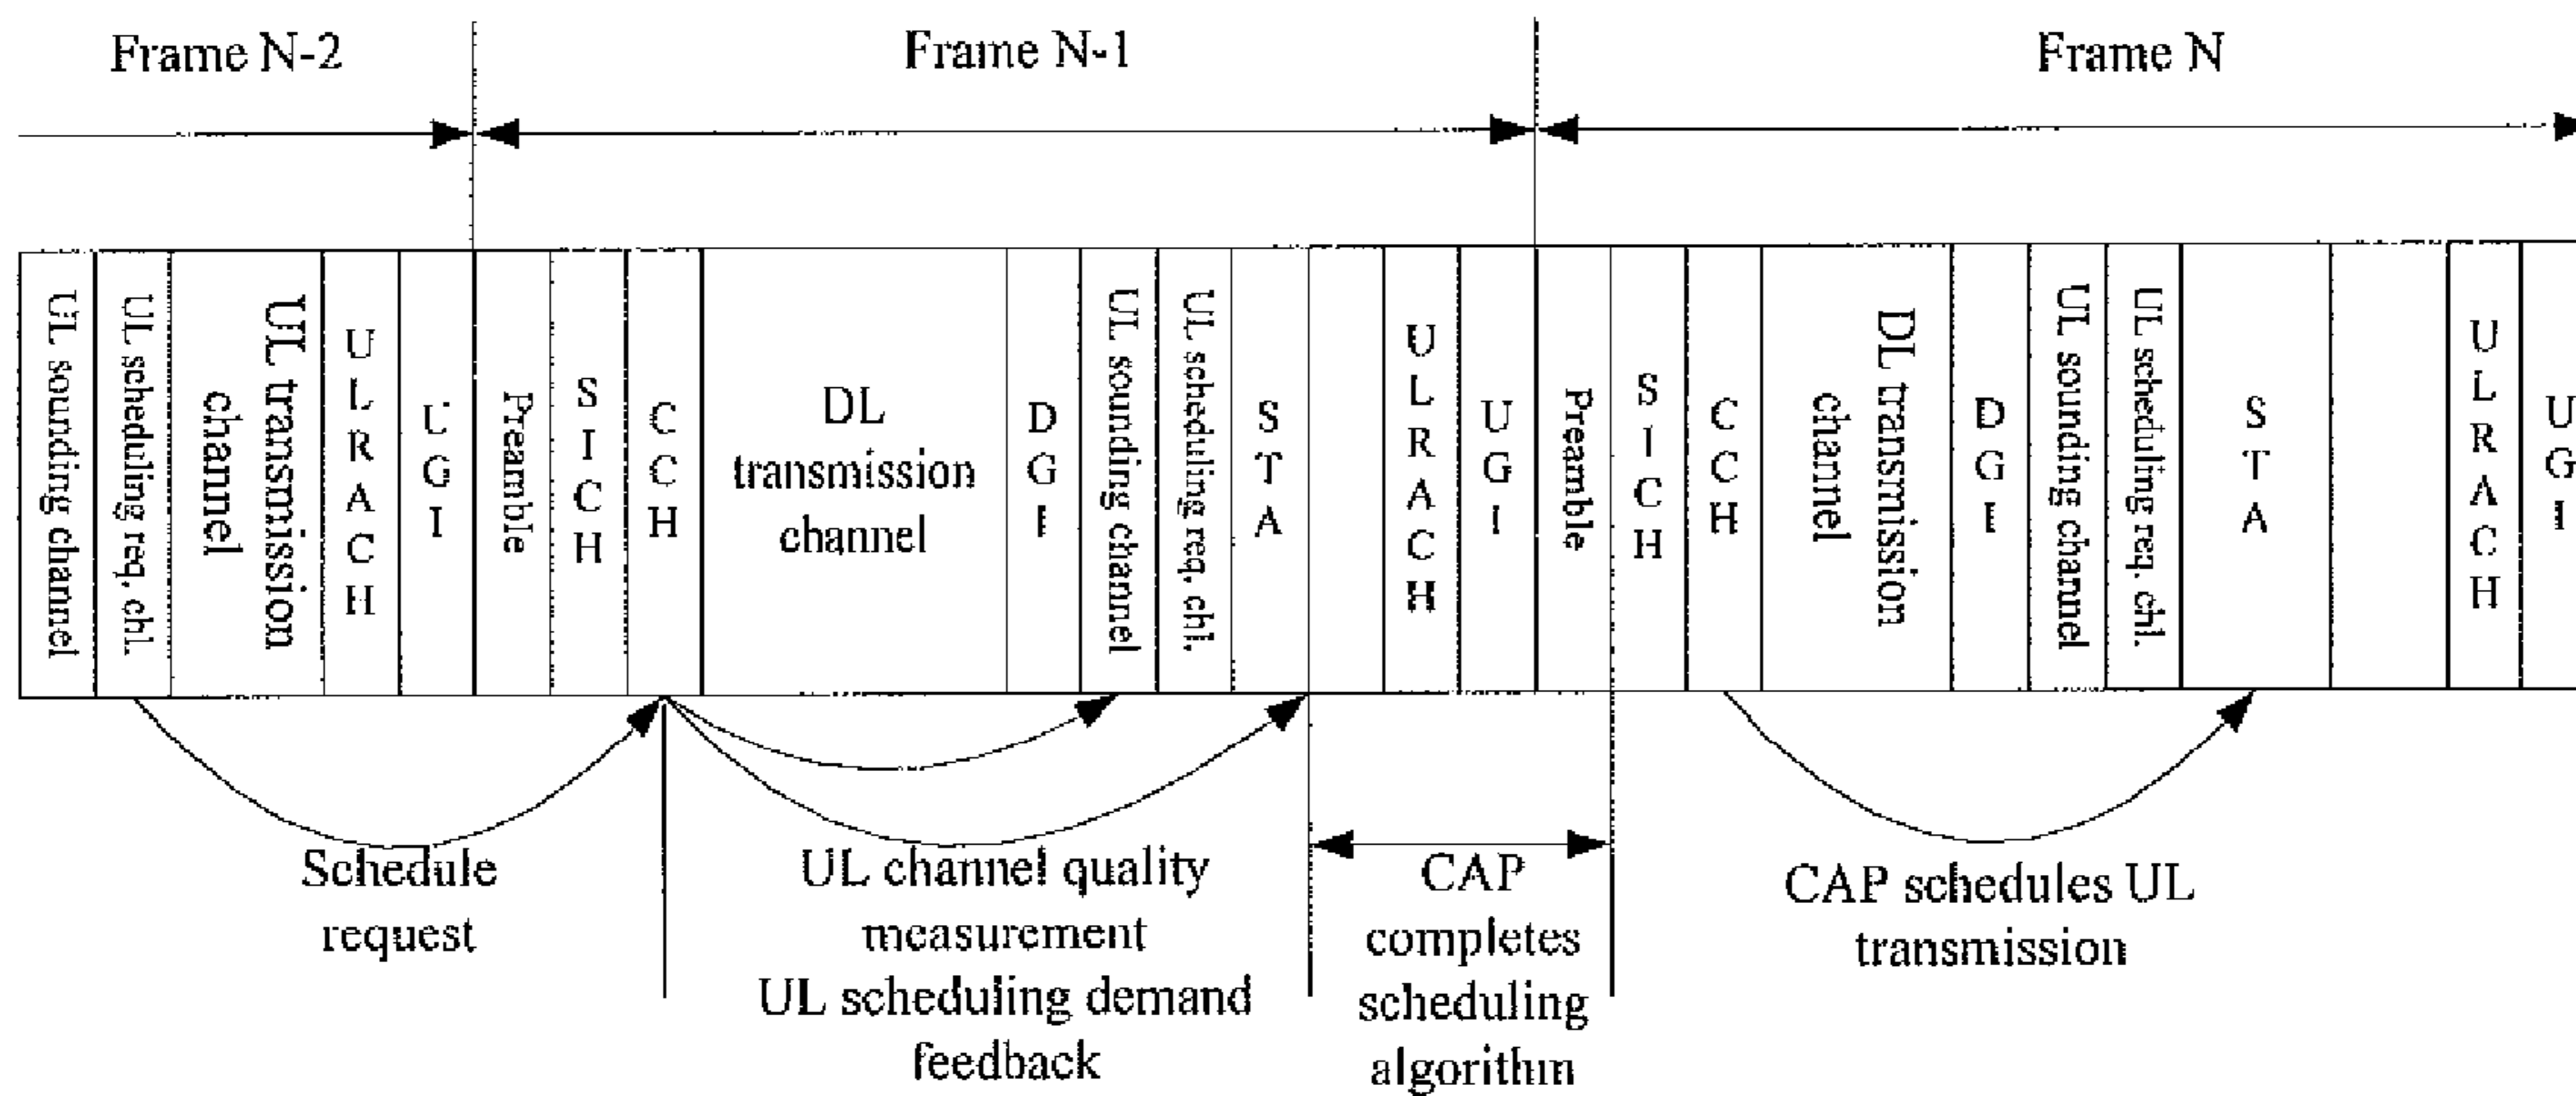 Frame N-2
Frame N-1
Frame N
UL sounding channel
UL scheduling req. chl.
UL transmission
channel
ULRACH
UGI
Preamble
SICH
CCH
DL
transmission
channel
DGI
UL sounding channel
UL scheduling req. chl.
STA
ULRACH
UGI
Preamble
SICH
CCH
DL transmission
channel
DGI
UL sounding channel
UL scheduling req. chl.
STA
ULRACH
UGI
Schedule
request
UL channel quality
measurement
UL scheduling demand
feedback
CAP
completes
scheduling
algorithm
CAP schedules UL
transmission